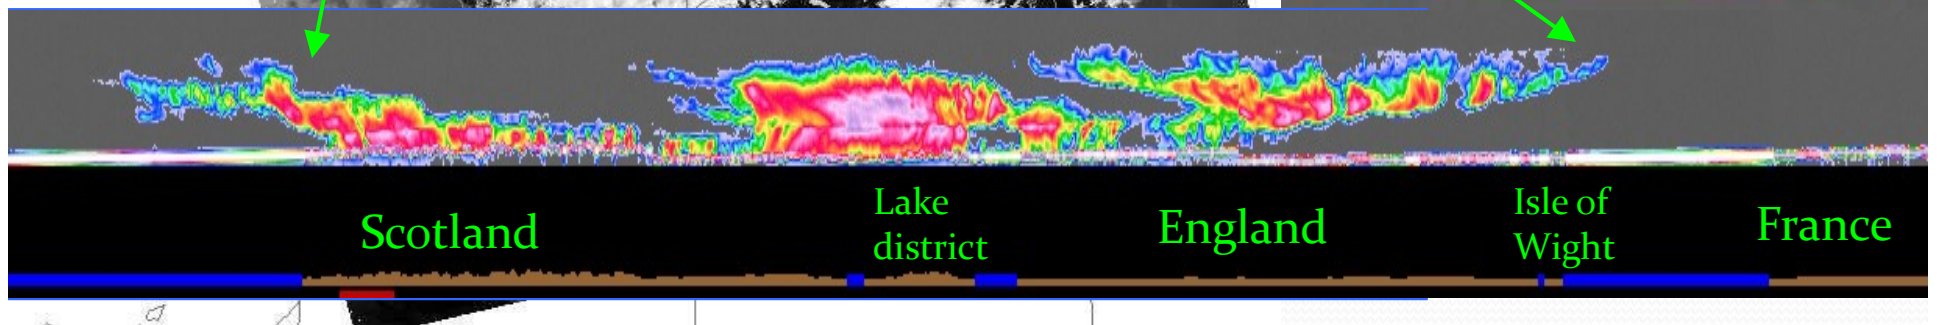 Scotland
Lake
district
England
Isle of
Wight
France